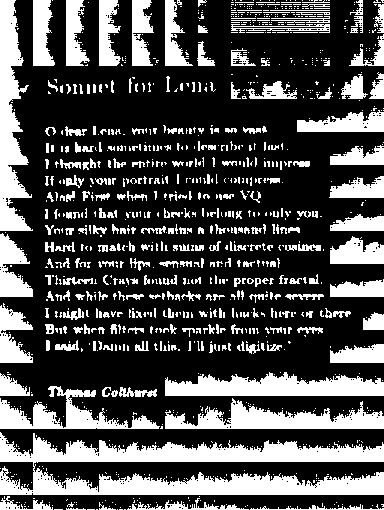 Sonnet for Lena
O dear Lena, your beauty is so vast
It is hard sometimes to describe it fast.
I thought the entire world I would impress
If only your portrait I could compress.
Alas! First when I tried to use VQ
I found that your cheeks belong to only you.
Your silky hair contains a thousand lines
Hard to match with sums of discrete cosines.
And for your lips, sensual and tactual
Thirteen Crays found not the proper fractal.
And while these setbacks are all quite severe
I might have fixed them with hacks here or there
But when filters took sparkle from your eyes
I said, 'Damn all this. I'll just digitize.'
Thomas Colthurst